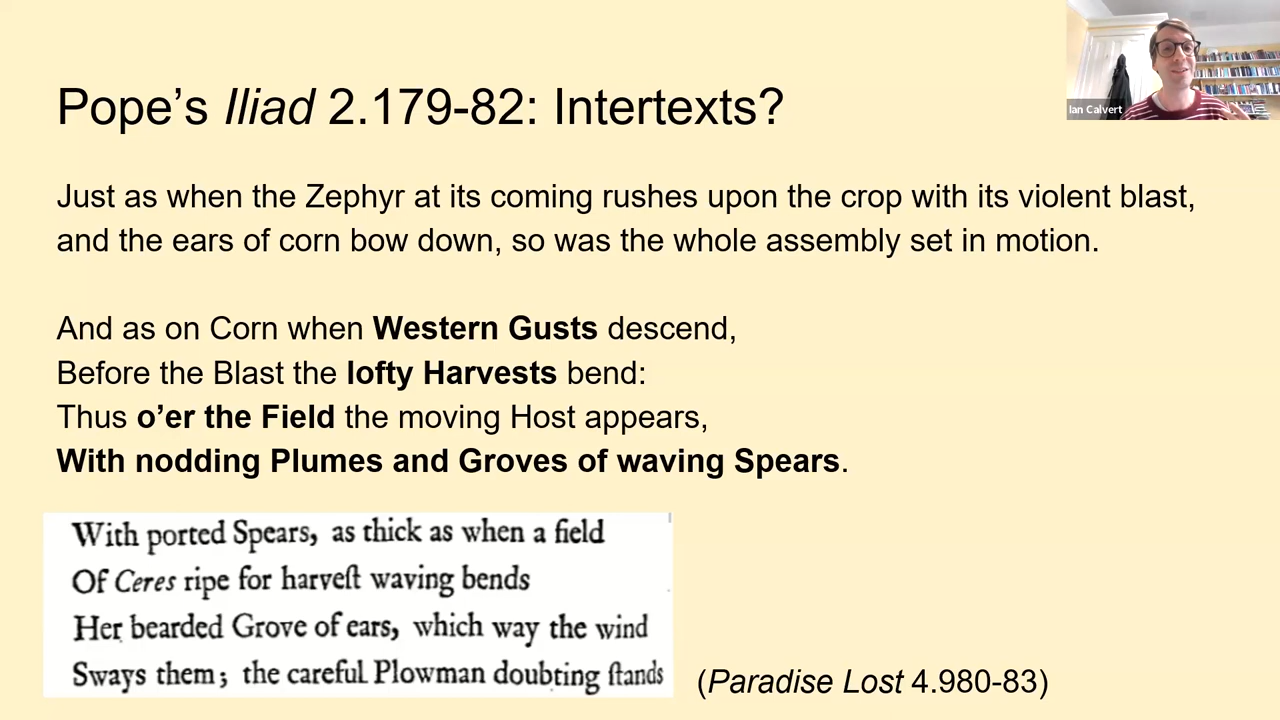 Pope’s Iliad 2.179-82: Intertexts?
Ian Calvert
Just as when the Zephyr at its coming rushes upon the crop with its violent blast,
and the ears of corn bow down, so was the whole assembly set in motion.
And as on Corn when Western Gusts descend,
Before the Blast the lofty Harvests bend:
Thus o’er the Field the moving Host appears,
With nodding Plumes and Groves of waving Spears.
With ported Spears, as thick as when a field
Of Ceres ripe for harveſt waving bends
Her bearded Grove of ears, which way the wind
Sways them; the careful Plowman doubting ſtands
(Paradise Lost 4.980-83)